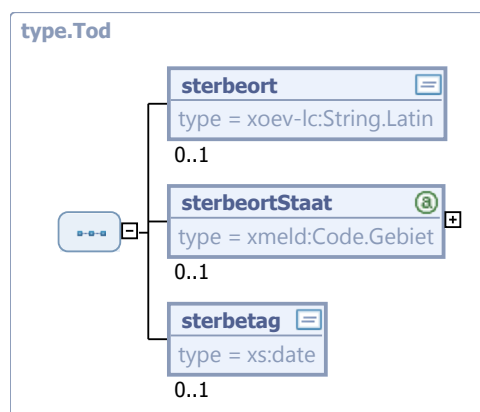 type.Tod
sterbeort
type = xoev-lc:String.Latin
0..1
sterbeortStaat
type = xmeld:Code.Gebiet
0..1
sterbetag
type = xs:date
0..1